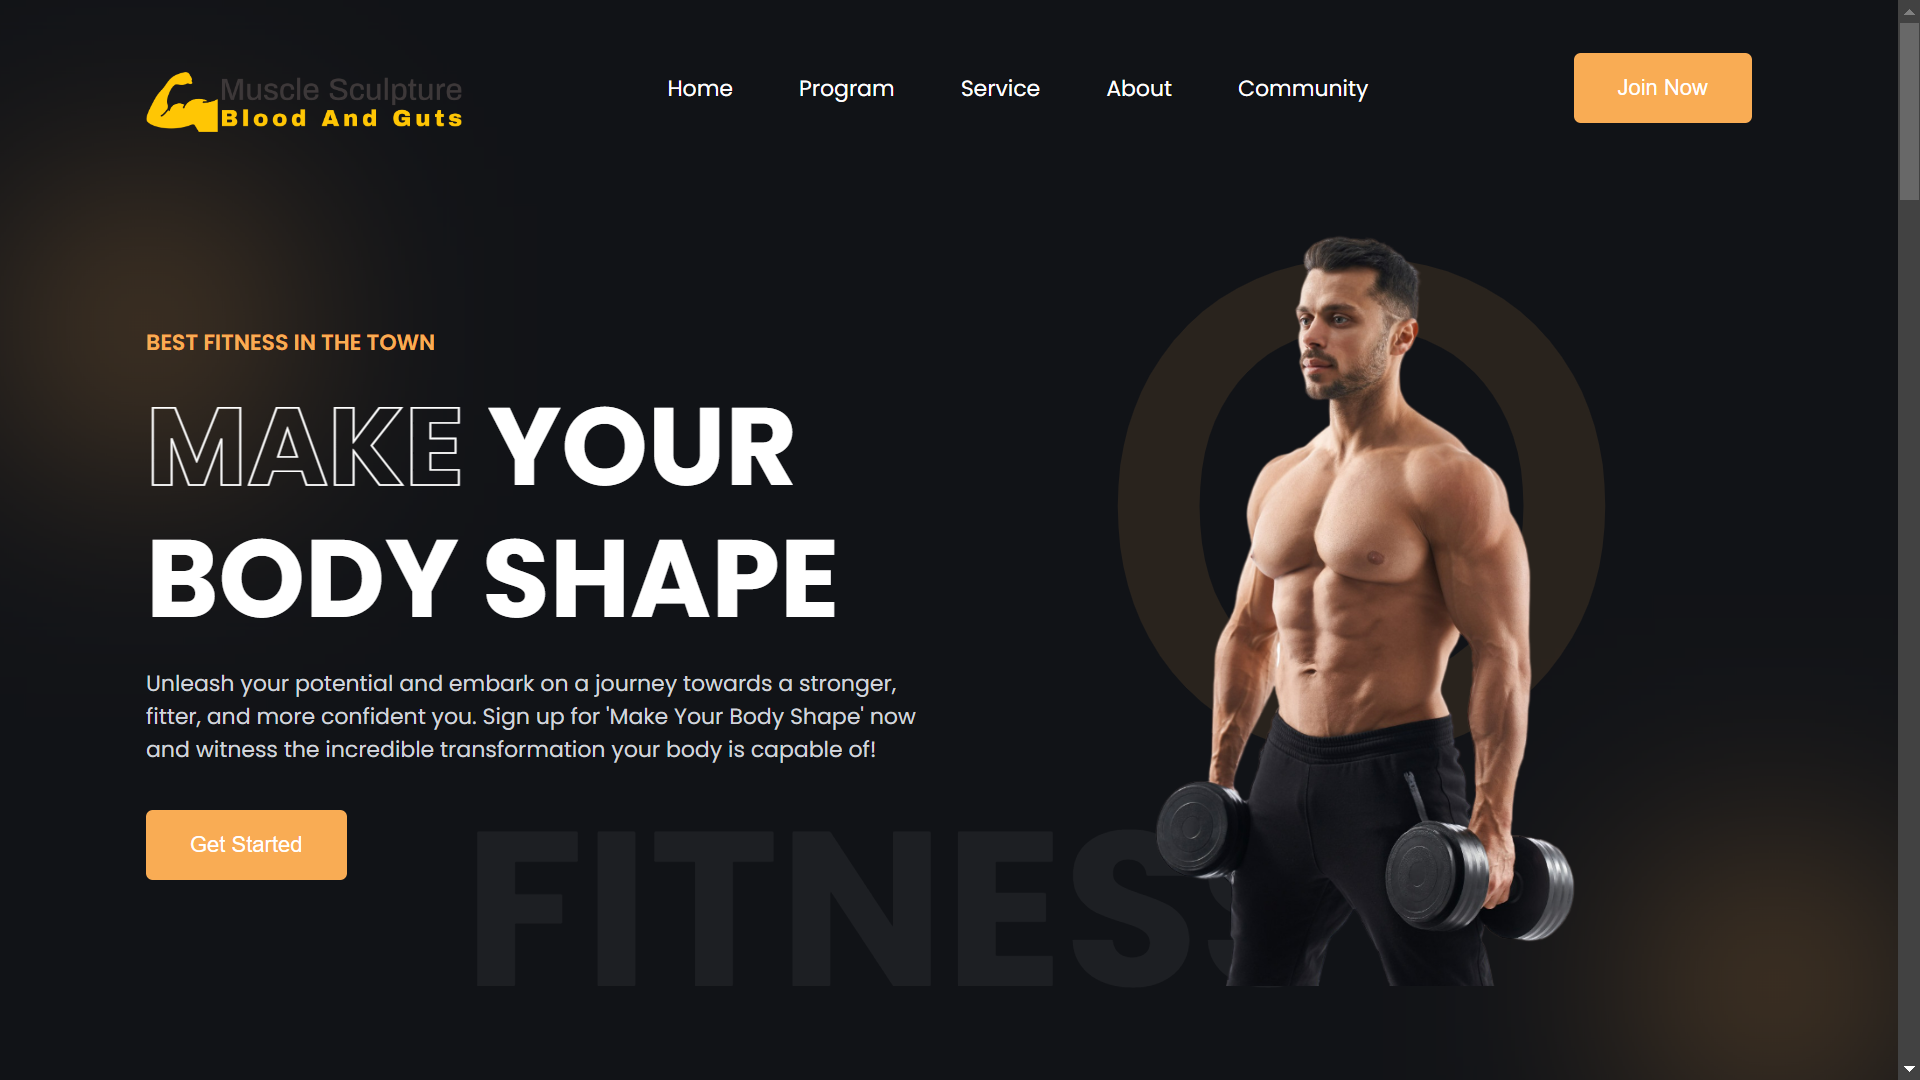 Muscle Sculpture
Blood And Guts
Home Program Service About Community
Join Now
BEST FITNESS IN THE TOWN
MAKE YOUR
BODY SHAPE
Unleash your potential and embark on a journey towards a stronger,
fitter, and more confident you. Sign up for 'Make Your Body Shape' now
and witness the incredible transformation your body is capable of!
Get Started
FITNESS